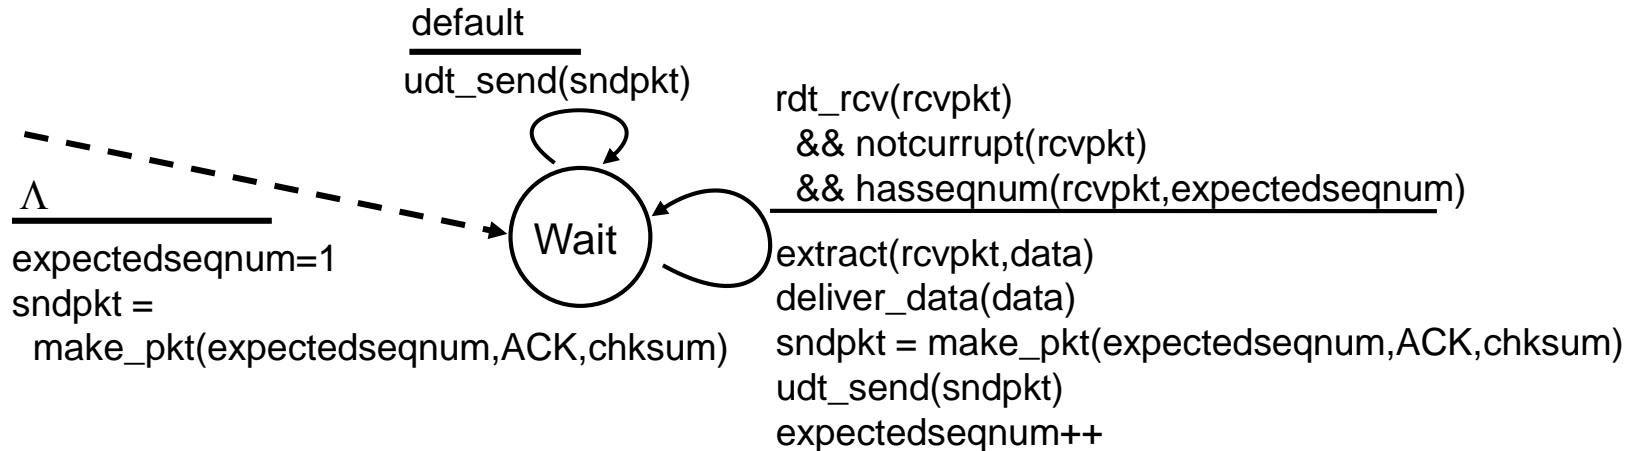 default
udt_send(sndpkt)
rdt_rcv(rcvpkt)
&& notcurrupt(rcvpkt)
&& hasseqnum(rcvpkt,expectedseqnum)
Λ
Wait
expectedseqnum=1
sndpkt =
make_pkt(expectedseqnum,ACK,chksum)
extract(rcvpkt,data)
deliver_data(data)
sndpkt = make_pkt(expectedseqnum,ACK,chksum)
udt_send(sndpkt)
expectedseqnum++